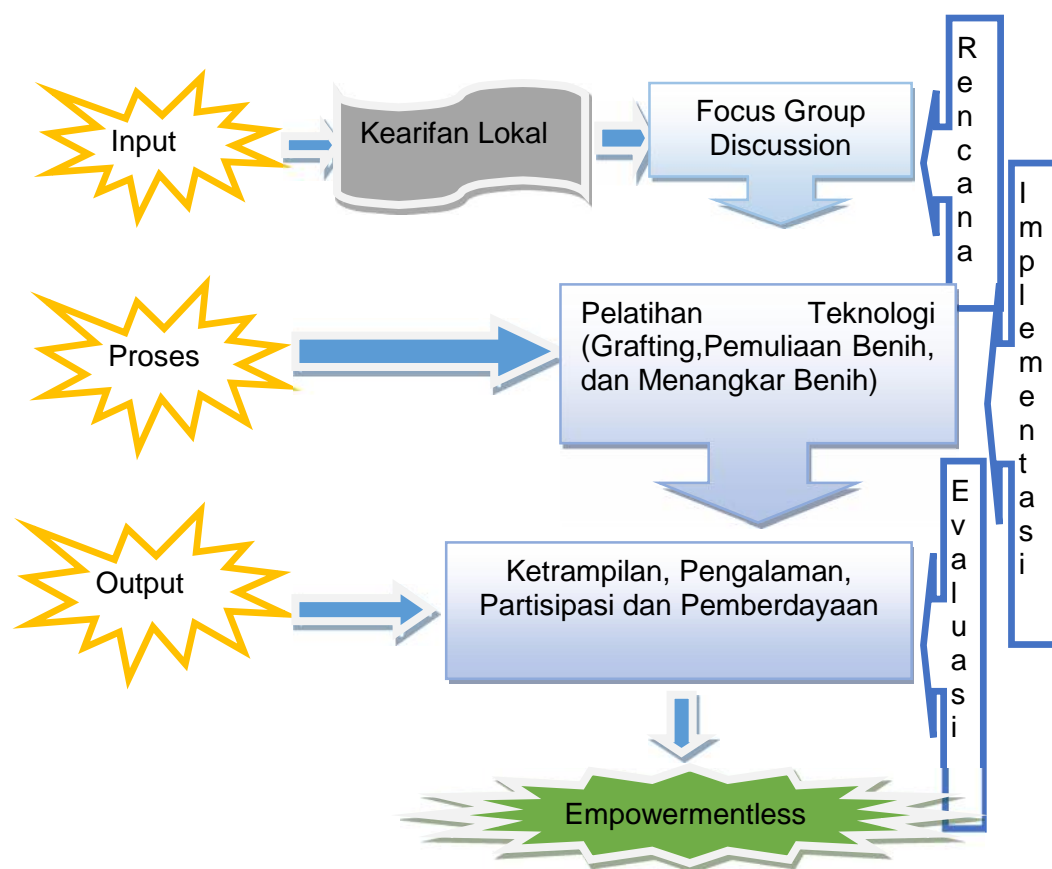 Input
Kearifan Lokal
Focus Group
Discussion
Rencana
Implementasi
Proses
Pelatihan Teknologi
(Grafting,Pemuliaan Benih,
dan Menangkar Benih)
Output
Ketrampilan, Pengalaman,
Partisipasi dan Pemberdayaan
Evaluasi
Empowermentless